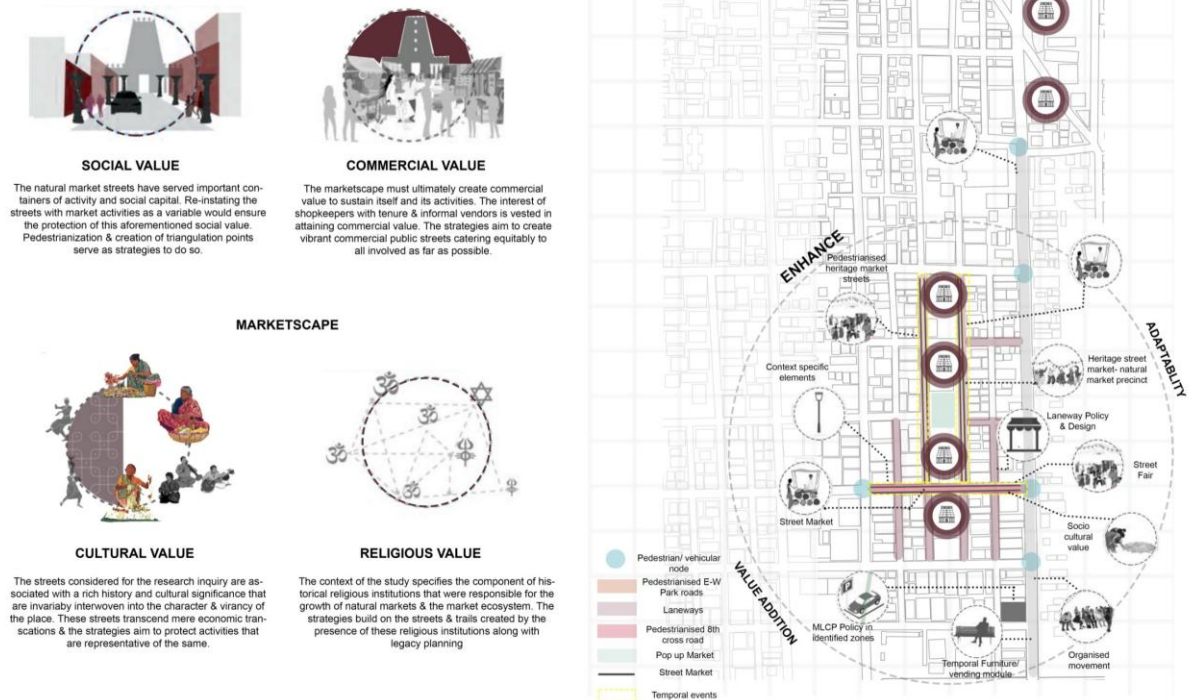 SOCIAL VALUE
The natural market streets have served important con-
tainers of activity and social capital. Re-instating the
streets with market activities as a variable would ensure
the protection of this aforementioned social value.
Pedestrianization & creation of triangulation points
serve as strategies to do so.
COMMERCIAL VALUE
The marketscape must ultimately create commercial
value to sustain itself and its activities. The interest of
shopkeepers with tenure & informal vendors is vested in
attaining commercial value. The strategies aim to create
vibrant commercial public streets catering equitably to
all involved as far as possible.
MARKETSCAPE
ॐ
ॐ
ॐ
ॐ
CULTURAL VALUE
The streets considered for the research inquiry are as-
sociated with a rich history and cultural significance that
are invariaby interwoven into the character & virancy of
the place. These streets transcend mere economic tran-
scations & the strategies aim to protect activities that
are representative of the same.
RELIGIOUS VALUE
The context of the study specifies the component of his-
torical religious institutions that were responsible for the
growth of natural markets & the market ecosystem. The
strategies build on the streets & trails created by the
presence of these religious institutions along with
legacy planning
ENHANCE
Pedestrianised
heritage market
streets
ADAPTABLITY
Context specific
elements
Heritage street
market- natural
market precinct
Laneway Policy
& Design
Street
Fair
Street Market
Socio
cultural
value
VALUE ADDITION
MLCP Policy in
identified zones
Temporal Furniture/
vending module
Organised
movement
Pedestrian/ vehicular
node
Pedestrianised E-W
Park roads
Laneways
Pedestrianised 8th
cross road
Pop up Market
Street Market
Temporal events